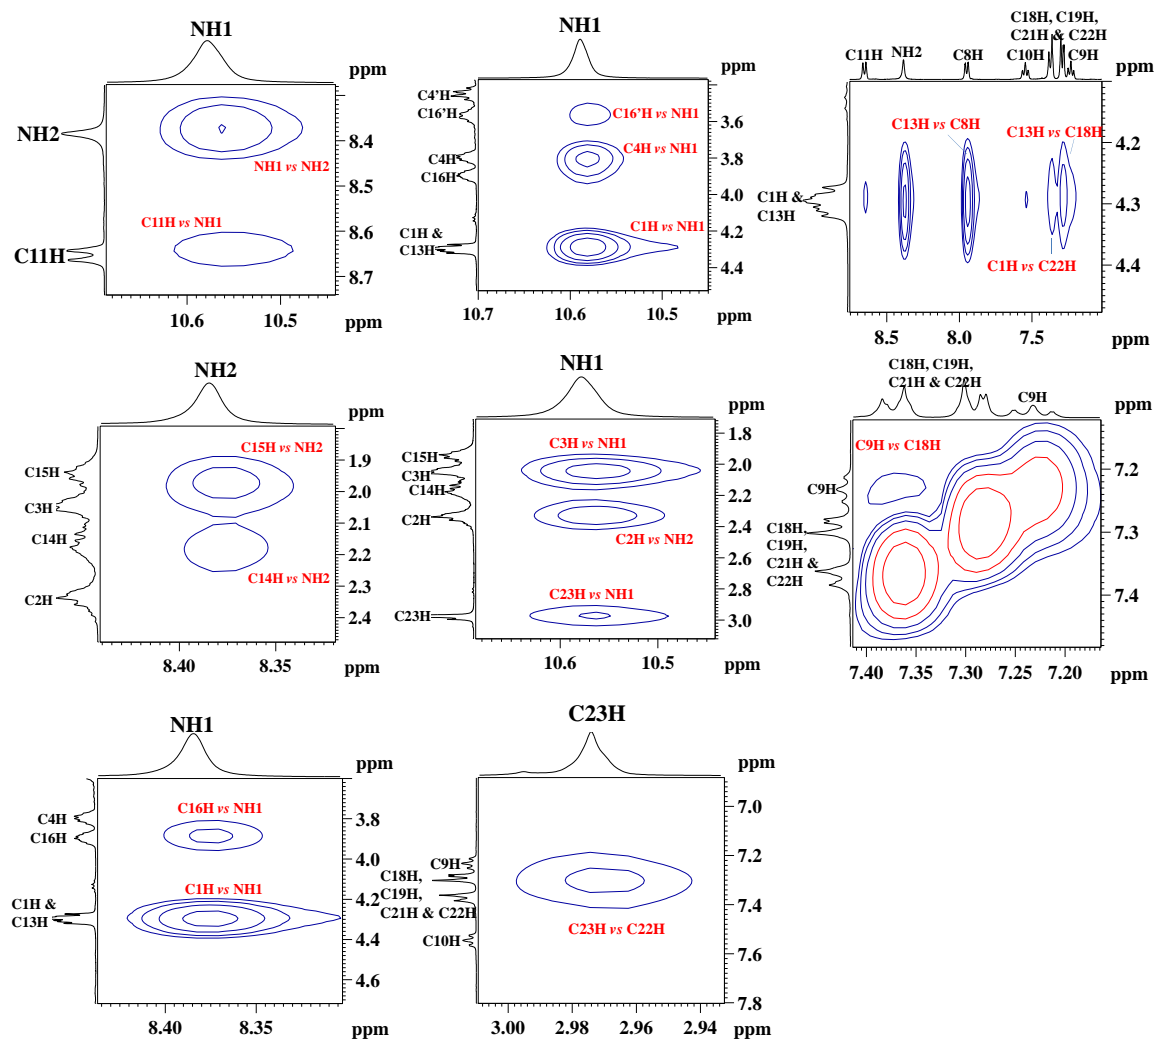 NH1
ppm
8.4
8.5
8.6
8.7
NH2
C11H
NH1 vs NH2
C11H vs NH1
10.6
10.5
ppm
NH1
ppm
C4'H
C16'H
C4H
C16H
C1H &
C13H
C16'H vs NH1
C4H vs NH1
C1H vs NH1
3.6
3.8
4.0
4.2
4.4
10.7
10.6
10.5
ppm
C18H, C19H,
C21H & C22H
C11H
NH2
C8H
C10H
C9H
ppm
C13H vs C8H
C13H vs C18H
C1H vs C22H
C1H &
C13H
4.2
4.3
4.4
8.5
8.0
7.5
ppm
NH2
ppm
C15H
C3H
C14H
C2H
C15H vs NH2
C14H vs NH2
1.9
2.0
2.1
2.2
2.3
2.4
8.40
8.35
ppm
NH1
ppm
C15H
C3H
C14H
C2H
C23H
C3H vs NH1
C2H vs NH2
C23H vs NH1
1.8
2.0
2.2
2.4
2.6
2.8
3.0
10.6
10.5
ppm
C18H, C19H,
C21H & C22H
C9H
ppm
C9H vs C18H
C9H
C18H,
C19H,
C21H &
C22H
7.2
7.3
7.4
7.40
7.35
7.30
7.25
7.20
ppm
NH1
ppm
C4H
C16H
C1H &
C13H
C16H vs NH1
C1H vs NH1
3.8
4.0
4.2
4.4
4.6
8.40
8.35
ppm
C23H
ppm
C9H
C18H,
C19H,
C21H & C22H
C10H
C23H vs C22H
7.0
7.2
7.4
7.6
7.8
3.00
2.98
2.96
2.94
ppm